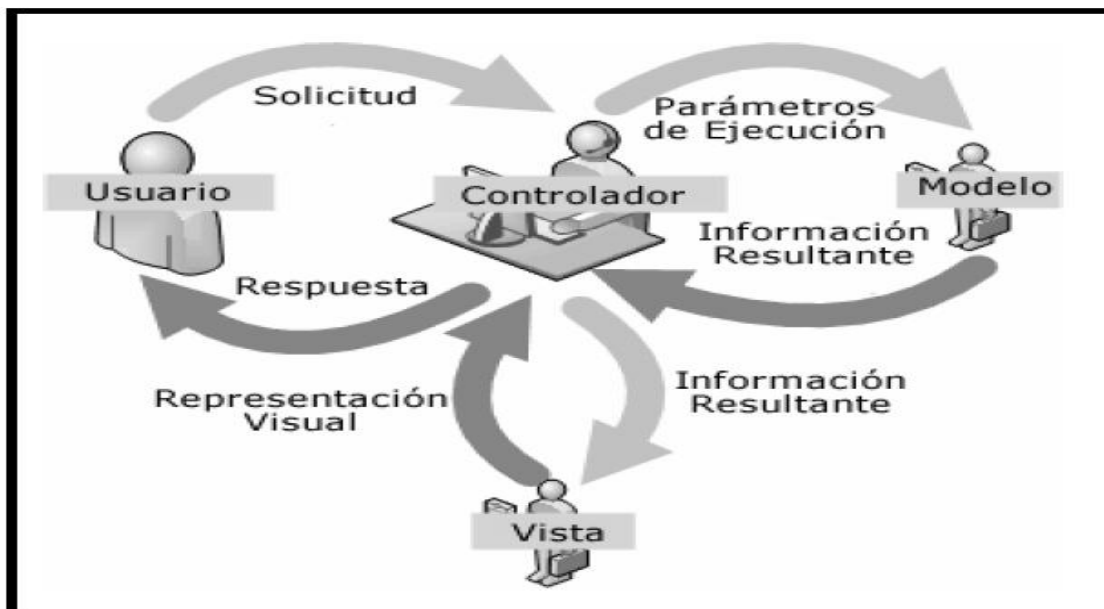 Solicitud
Parámetros
de Ejecución
Usuario
Controlador
Modelo
Información
Resultante
Respuesta
Representación
Visual
Información
Resultante
Vista